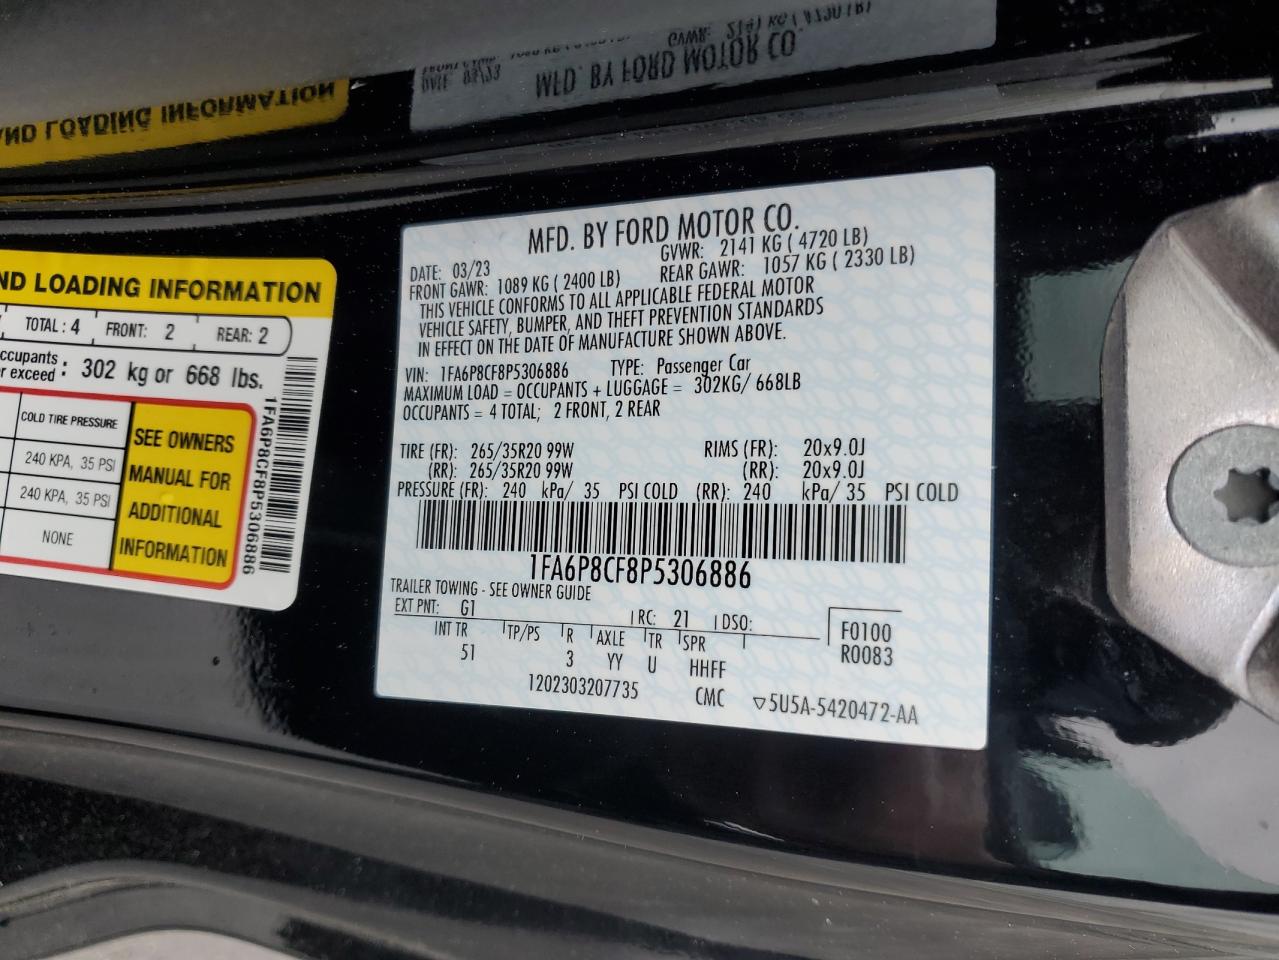 MFD. BY FORD MOTOR CO.
ND LOADING INFORMATION
MFD. BY FORD MOTOR CO.
DATE: 03/23 GVWR: 2141 KG ( 4720 LB)
FRONT GAWR: 1089 KG ( 2400 LB) REAR GAWR: 1057 KG ( 2330 LB)
THIS VEHICLE CONFORMS TO ALL APPLICABLE FEDERAL MOTOR
VEHICLE SAFETY, BUMPER, AND THEFT PREVENTION STANDARDS
IN EFFECT ON THE DATE OF MANUFACTURE SHOWN ABOVE.
VIN: 1FA6P8CF8P5306886 TYPE: Passenger Car
MAXIMUM LOAD = OCCUPANTS + LUGGAGE = 302KG/ 668LB
OCCUPANTS = 4 TOTAL; 2 FRONT, 2 REAR
TIRE (FR): 265/35R20 99W RIMS (FR): 20x9.0J
(RR): 265/35R20 99W (RR): 20x9.0J
PRESSURE (FR): 240 kPa/ 35 PSI COLD (RR): 240 kPa/ 35 PSI COLD
1FA6P8CF8P5306886
TRAILER TOWING - SEE OWNER GUIDE
EXT PNT: G1 RC: 21 DSO:
INT TR TP/PS R AXLE TR SPR
51 3 YY U HHFF
F0100
R0083
1202303207735 CMC ▽5U5A-5420472-AA
ND LOADING INFORMATION
TOTAL : 4 FRONT: 2 REAR: 2
ccupants
r exceed : 302 kg or 668 lbs.
COLD TIRE PRESSURE
240 KPA, 35 PSI
240 KPA, 35 PSI
NONE
SEE OWNERS
MANUAL FOR
ADDITIONAL
INFORMATION
1FA6P8CF8P5306886